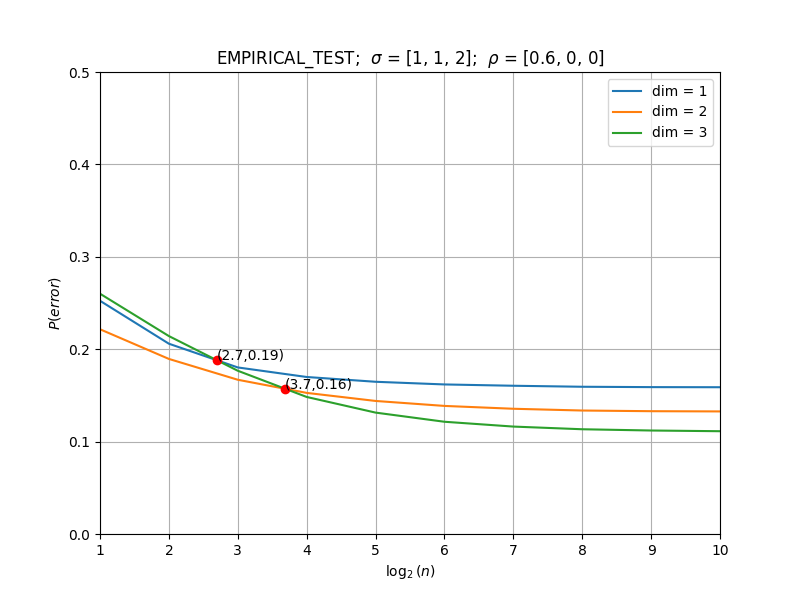 EMPIRICAL_TEST;  σ = [1, 1, 2];  ρ = [0.6, 0, 0]
dim = 1
dim = 2
dim = 3
P(error)
0.5
0.4
0.3
0.2
0.1
0.0
(2.7,0.19)
(3.7,0.16)
1 2 3 4 5 6 7 8 9 10
log₂(n)